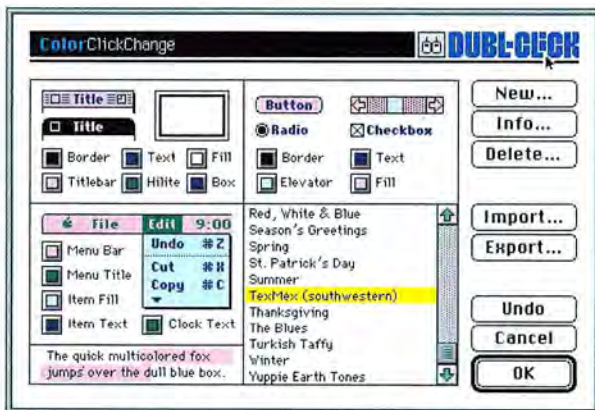 ColorClickChange
DUBL-CLICK
Title
Title
Border Text Fill
Titlebar Hilite Box
Button
Radio Checkbox
Border Text
Elevator Fill
File Edit 9:00
Undo ⌘Z
Cut ⌘X
Copy ⌘C
Menu Bar
Menu Title
Item Fill
Item Text Clock Text
The quick multicolored fox
jumps over the dull blue box.
Red, White & Blue
Season's Greetings
Spring
St. Patrick's Day
Summer
TexMex (southwestern)
Thanksgiving
The Blues
Turkish Taffy
Winter
Yuppie Earth Tones
New...
Info...
Delete...
Import...
Export...
Undo
Cancel
OK